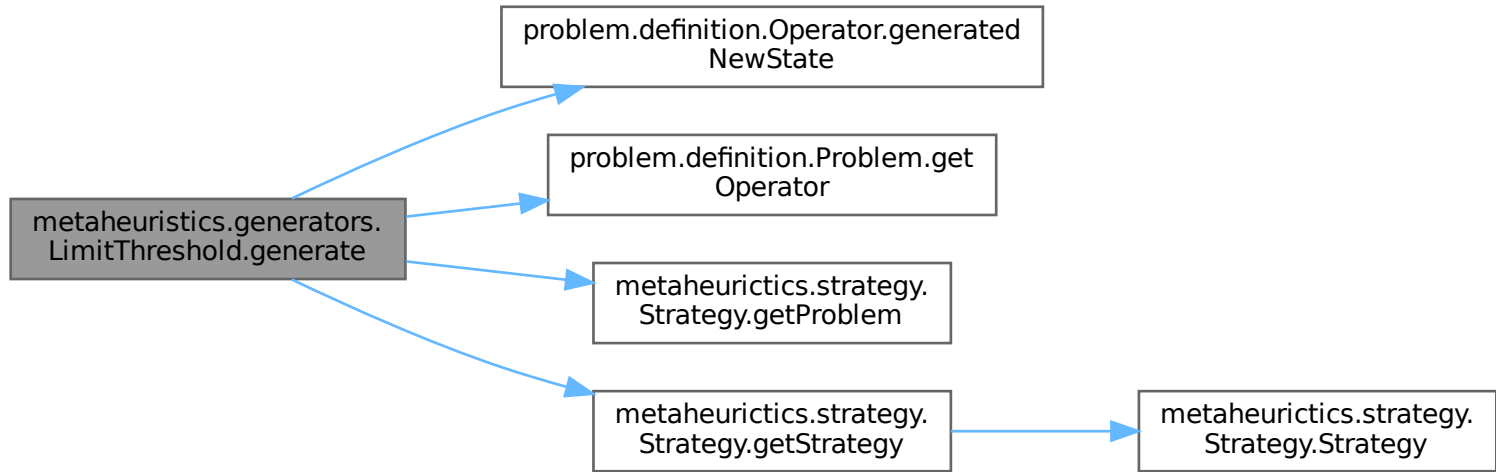 problem.definition.Operator.generated
NewState
problem.definition.Problem.get
Operator
metaheuristics.generators.
LimitThreshold.generate
metaheurictics.strategy.
Strategy.getProblem
metaheurictics.strategy.
Strategy.getStrategy
metaheurictics.strategy.
Strategy.Strategy